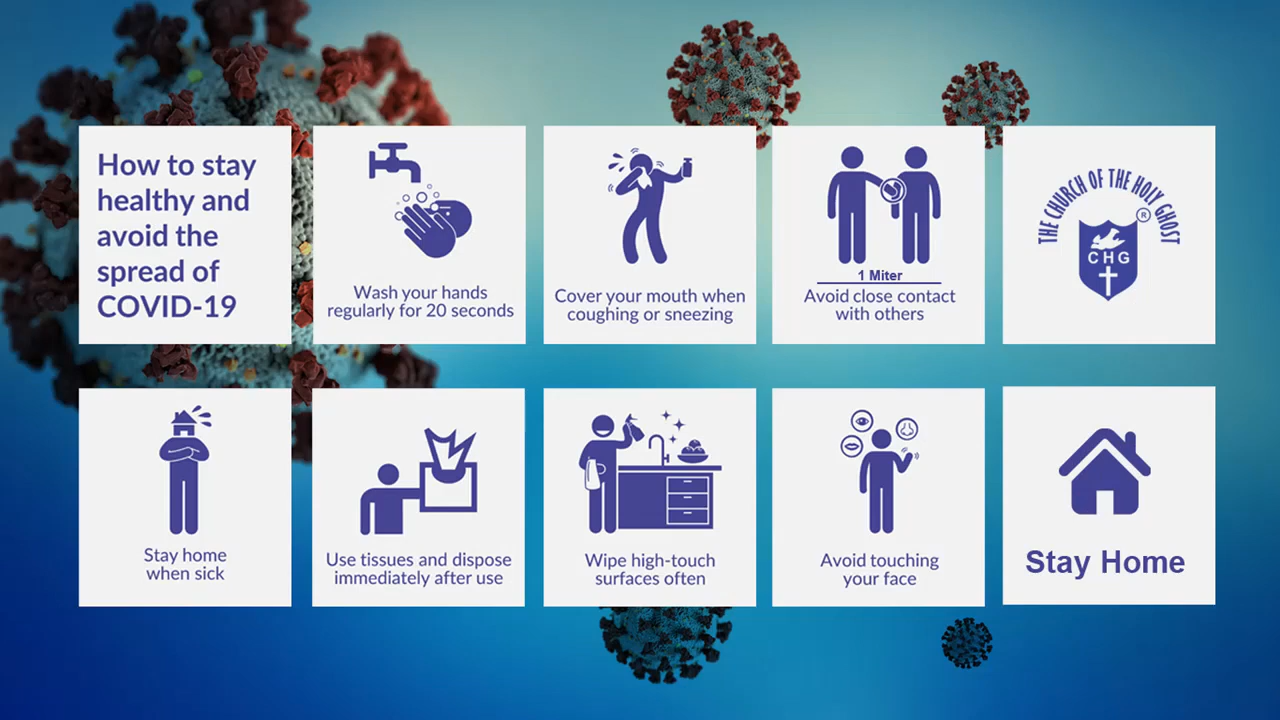 How to stay
healthy and
avoid the
spread of
COVID-19
Wash your hands
regularly for 20 seconds
Cover your mouth when
coughing or sneezing
1 Miter
Avoid close contact
with others
THE CHURCH OF THE HOLY GHOST
®
CHG
Stay home
when sick
Use tissues and dispose
immediately after use
Wipe high-touch
surfaces often
Avoid touching
your face
Stay Home